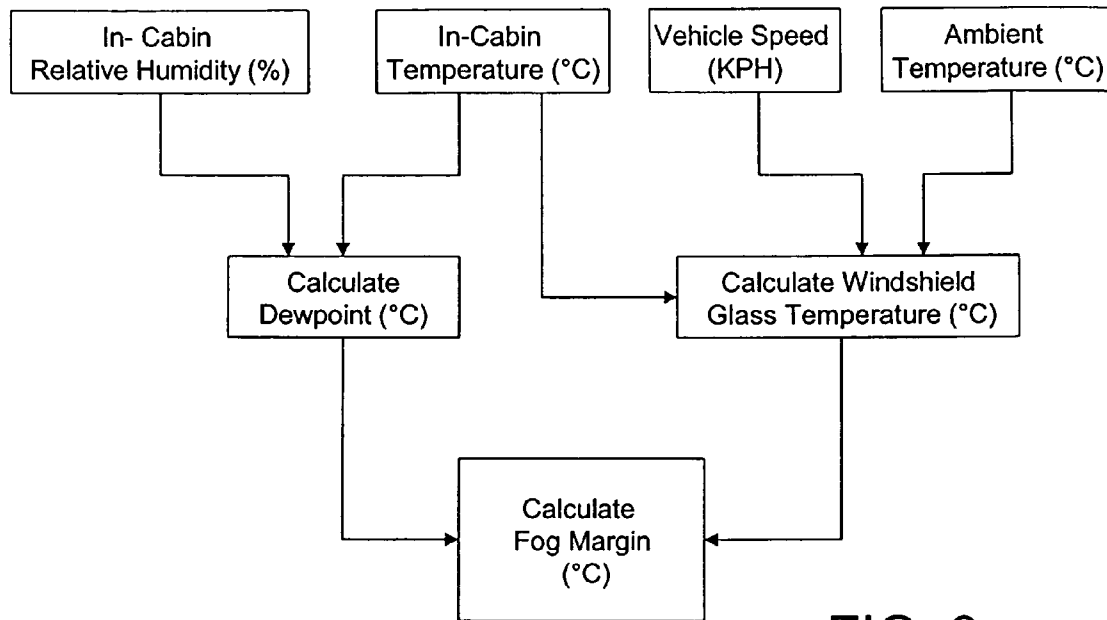 In- Cabin
Relative Humidity (%)
In-Cabin
Temperature (°C)
Vehicle Speed
(KPH)
Ambient
Temperature (°C)
Calculate
Dewpoint (°C)
Calculate Windshield
Glass Temperature (°C)
Calculate
Fog Margin
(°C)